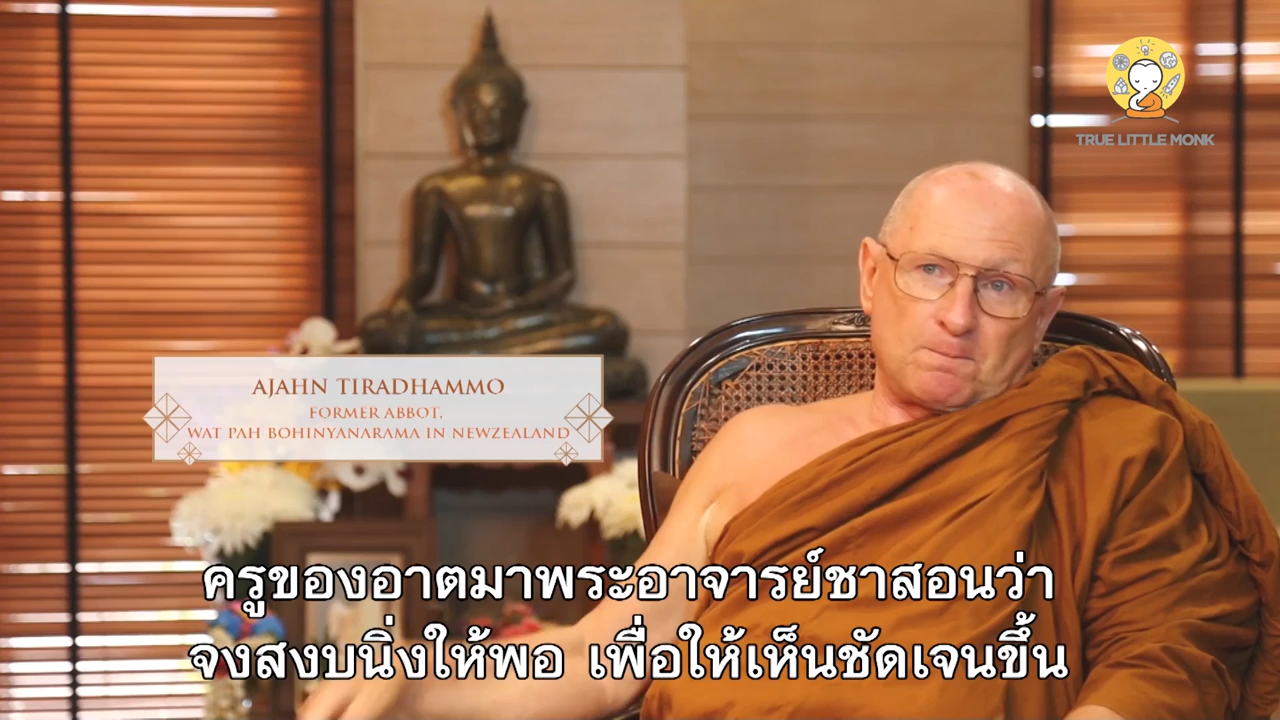 TRUE LITTLE MONK
AJAHN TIRADHAMMO
FORMER ABBOT,
WAT PAH BOHINYANARAMA IN NEWZEALAND
ครูของอาตมาพระอาจารย์ชาสอนว่า
จงสงบนิ่งให้พอ เพื่อให้เห็นชัดเจนขึ้น